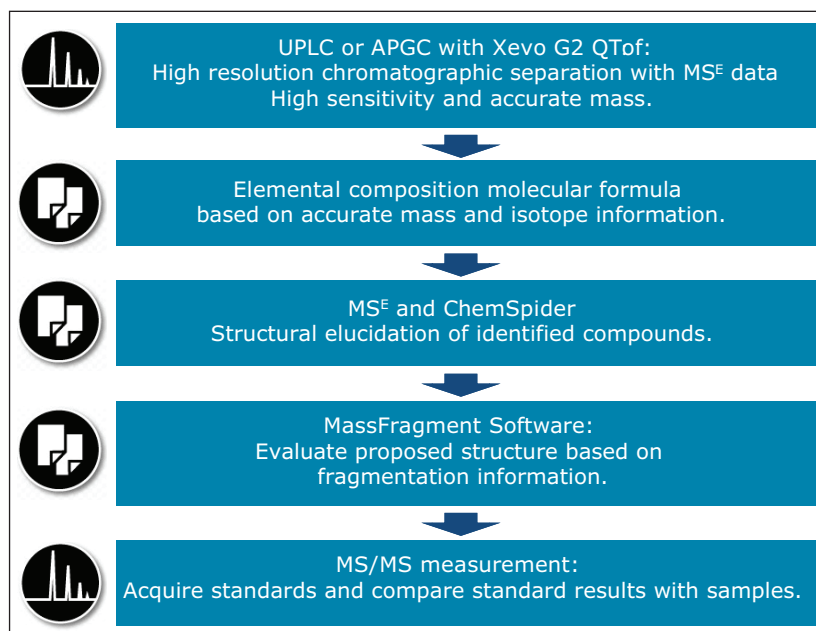 UPLC or APGC with Xevo G2 QTof:
High resolution chromatographic separation with MSᴱ data
High sensitivity and accurate mass.
Elemental composition molecular formula
based on accurate mass and isotope information.
MSᴱ and ChemSpider
Structural elucidation of identified compounds.
MassFragment Software:
Evaluate proposed structure based on
fragmentation information.
MS/MS measurement:
Acquire standards and compare standard results with samples.